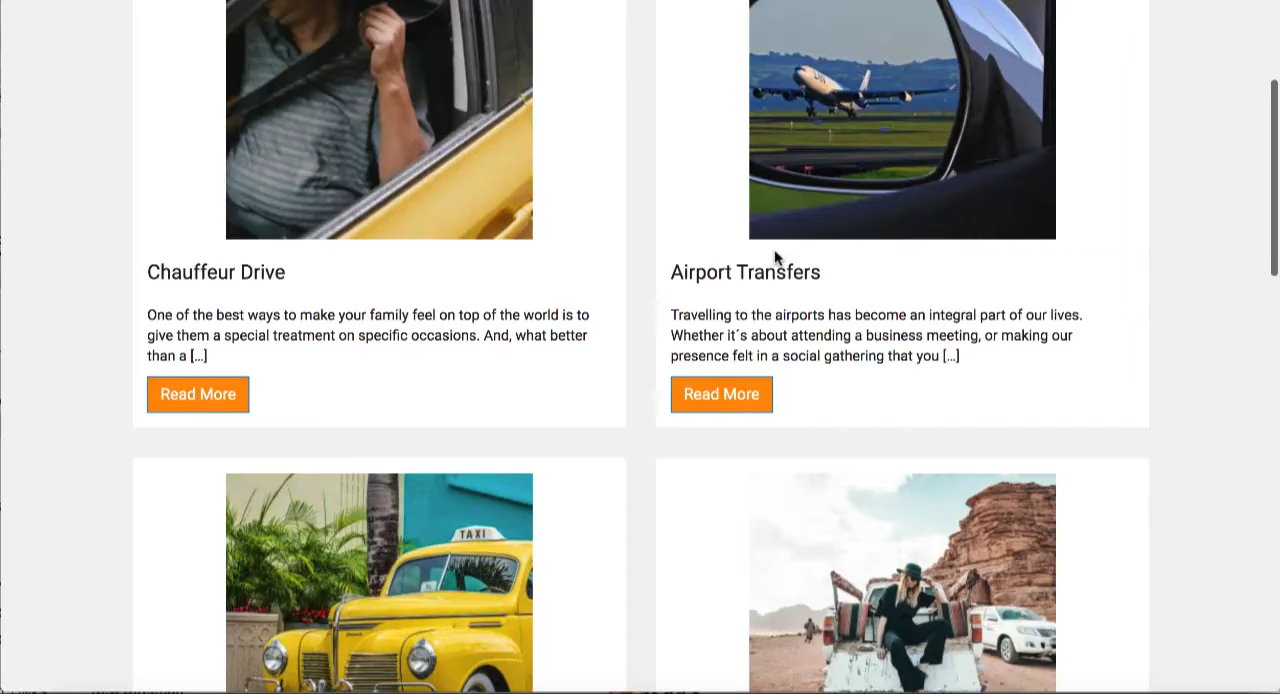 Chauffeur Drive
One of the best ways to make your family feel on top of the world is to
give them a special treatment on specific occasions. And, what better
than a [...]
Read More
Airport Transfers
Travelling to the airports has become an integral part of our lives.
Whether it´s about attending a business meeting, or making our
presence felt in a social gathering that you [...]
Read More
TAXI